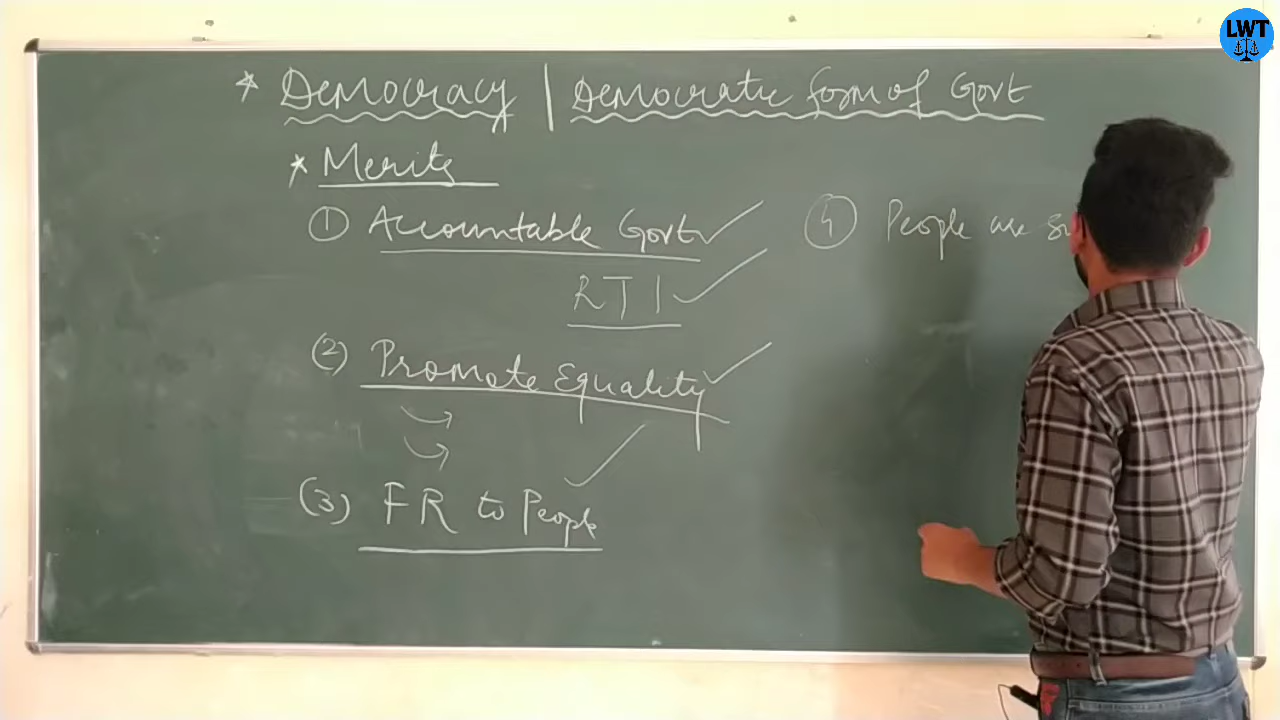 * Democracy | Democratic form of Govt
* Merits
① Accountable Govt
RTI
(2) Promote Equality
(3) FR to People
④ People are
LWT